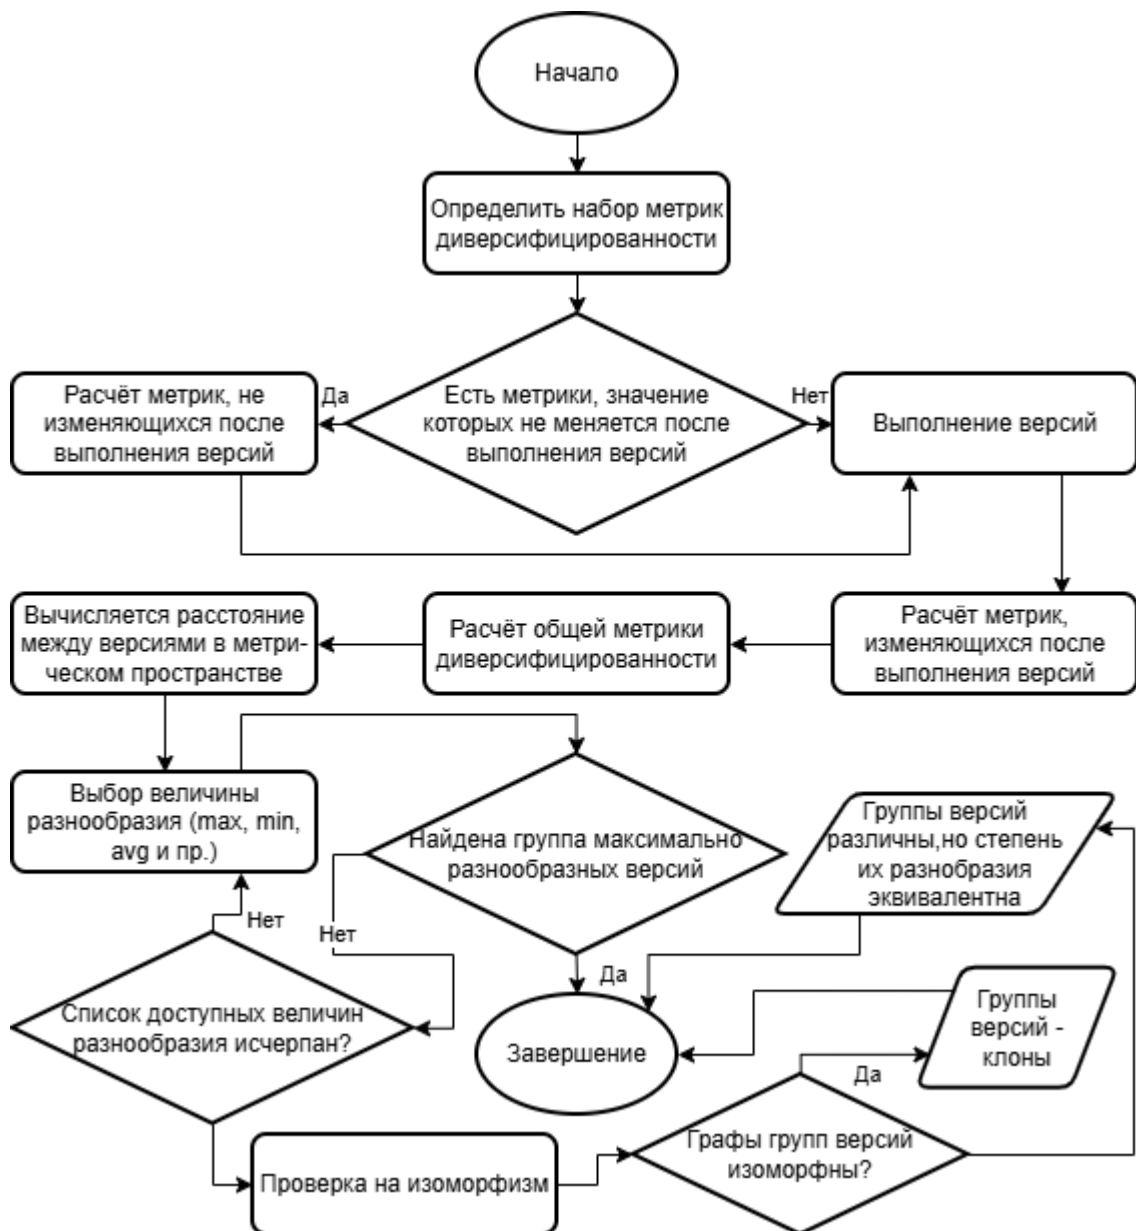 Начало
Определить набор метрик
диверсифицированности
Есть метрики, значение
которых не меняется после
выполнения версий
Да
Нет
Расчёт метрик, не
изменяющихся после
выполнения версий
Выполнение версий
Вычисляется расстояние
между версиями в метри-
ческом пространстве
Расчёт общей метрики
диверсифицированности
Расчёт метрик,
изменяющихся после
выполнения версий
Выбор величины
разнообразия (max, min,
avg и пр.)
Найдена группа максимально
разнообразных версий
Группы версий
различны,но степень
их разнобразия
эквивалентна
Нет
Нет
Да
Список доступных величин
разнообразия исчерпан?
Завершение
Группы
версий -
клоны
Да
Проверка на изоморфизм
Графы групп версий
изоморфны?